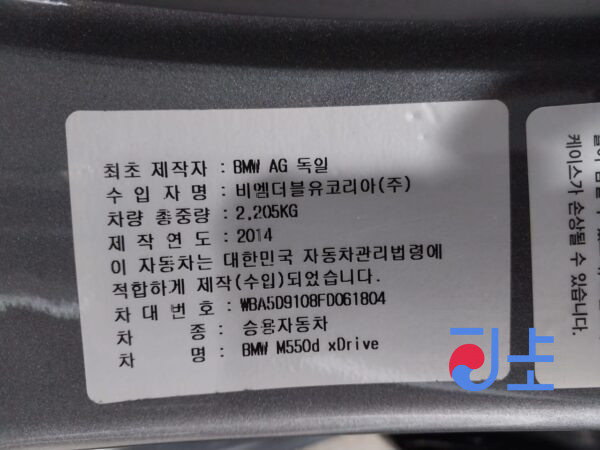 최초 제작자 : BMW AG 독일
수 입 자 명 : 비엠더블유코리아(주)
차량 총중량 : 2,205KG
제 작 연 도 : 2014
이 자동차는 대한민국 자동차관리법령에
적합하게 제작(수입)되었습니다.
차 대 번 호 : WBA5D9108FD061804
차 종 : 승용자동차
차 명 : BMW M550d xDrive
케이스가 손상될 수 있습니다.